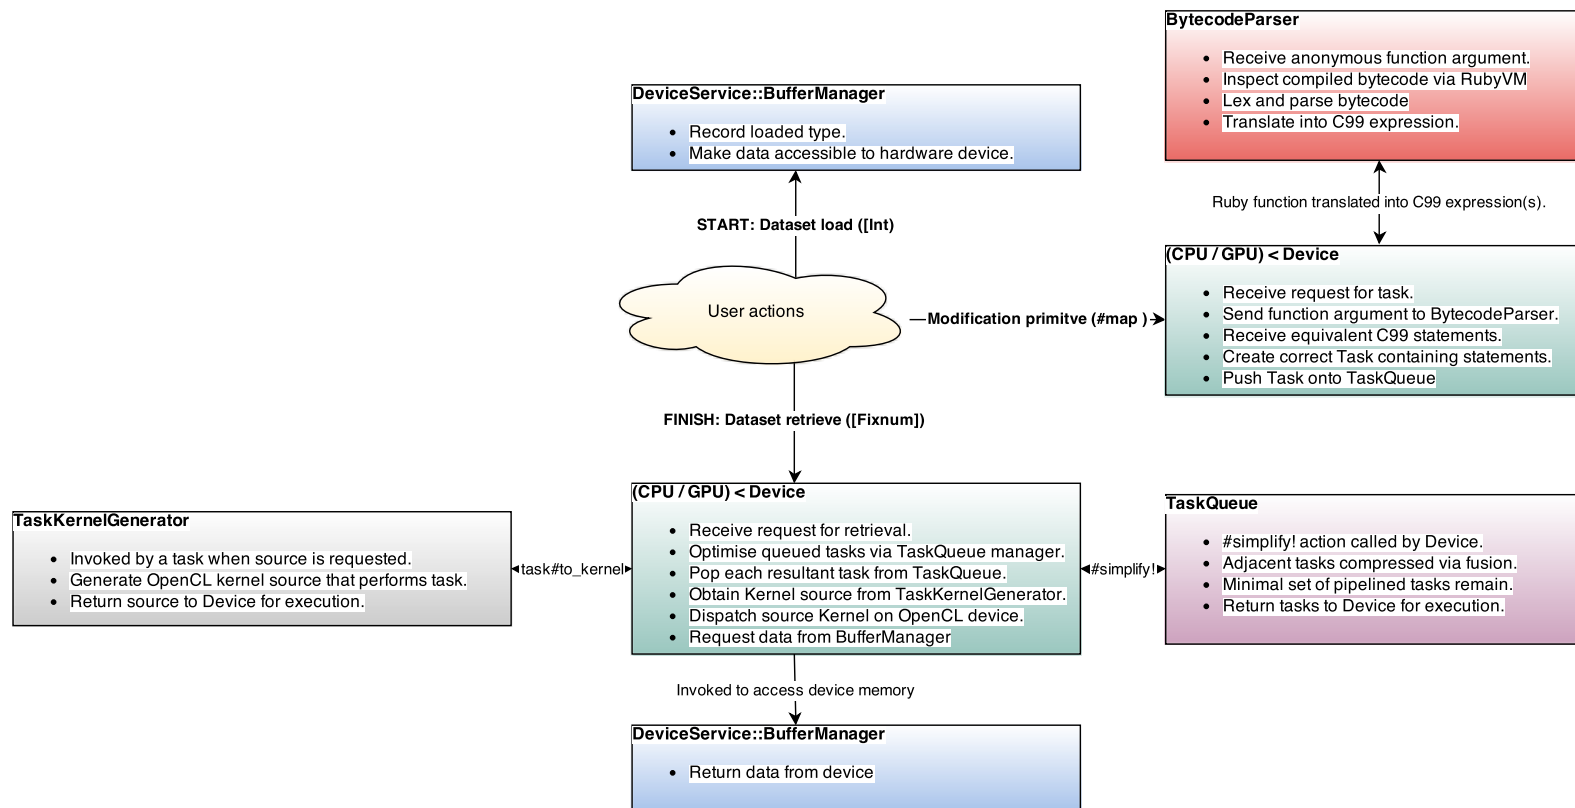 BytecodeParser
• Receive anonymous function argument.
• Inspect compiled bytecode via RubyVM
• Lex and parse bytecode
• Translate into C99 expression.
DeviceService::BufferManager
• Record loaded type.
• Make data accessible to hardware device.
Ruby function translated into C99 expression(s).
START: Dataset load ([Int)
(CPU / GPU) < Device
• Receive request for task.
• Send function argument to BytecodeParser.
• Receive equivalent C99 statements.
• Create correct Task containing statements.
• Push Task onto TaskQueue
User actions
Modification primitve (#map )
FINISH: Dataset retrieve ([Fixnum])
(CPU / GPU) < Device
• Receive request for retrieval.
• Optimise queued tasks via TaskQueue manager.
• Pop each resultant task from TaskQueue.
• Obtain Kernel source from TaskKernelGenerator.
• Dispatch source Kernel on OpenCL device.
• Request data from BufferManager
TaskKernelGenerator
• Invoked by a task when source is requested.
• Generate OpenCL kernel source that performs task.
• Return source to Device for execution.
task#to_kernel
#simplify!
TaskQueue
• #simplify! action called by Device.
• Adjacent tasks compressed via fusion.
• Minimal set of pipelined tasks remain.
• Return tasks to Device for execution.
Invoked to access device memory
DeviceService::BufferManager
• Return data from device